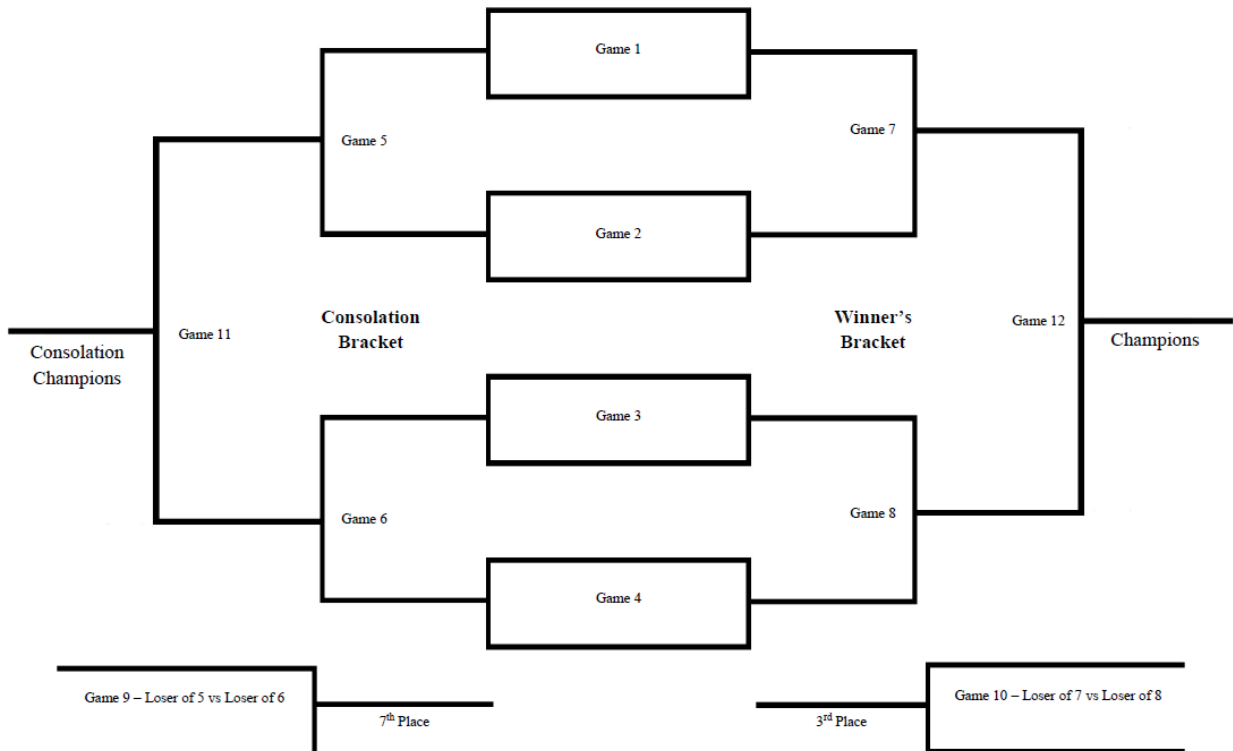 Game 1
Game 5
Game 7
Game 2
Consolation
Bracket
Winner’s
Bracket
Game 11
Game 12
Consolation
Champions
Champions
Game 3
Game 6
Game 8
Game 4
Game 9 – Loser of 5 vs Loser of 6
7th Place
Game 10 – Loser of 7 vs Loser of 8
3rd Place